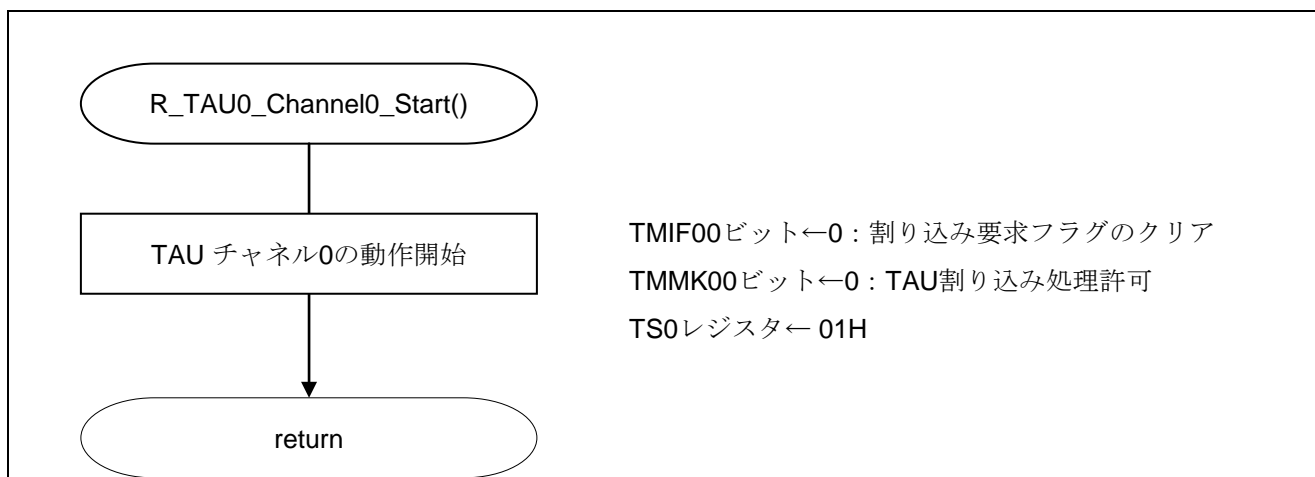 R_TAU0_Channel0_Start()
TAU チャネル0の動作開始
TMIF00ビット←0：割り込み要求フラグのクリア
TMMK00ビット←0：TAU割り込み処理許可
TS0レジスタ← 01H
return